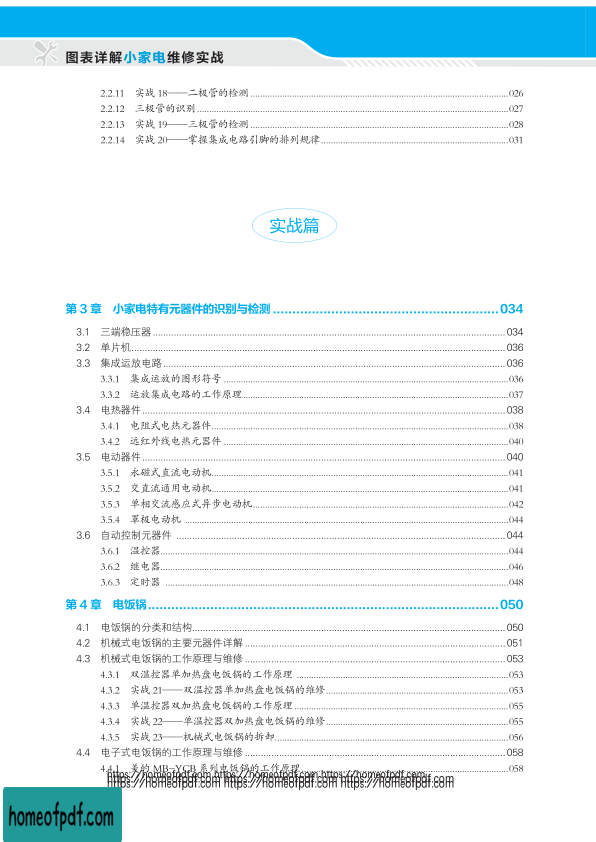 图表详解小家电维修实战
2.2.11 实战 18——二极管的检测 026
2.2.12 三极管的识别 027
2.2.13 实战 19——三极管的检测 028
2.2.14 实战 20——掌握集成电路引脚的排列规律 031
实战篇
第 3 章 小家电特有元器件的识别与检测 034
3.1 三端稳压器 034
3.2 单片机 036
3.3 集成运放电路 036
3.3.1 集成运放的图形符号 036
3.3.2 运放集成电路的工作原理 037
3.4 电热器件 038
3.4.1 电阻式电热元器件 038
3.4.2 远红外线电热元器件 040
3.5 电动器件 040
3.5.1 永磁式直流电动机 041
3.5.2 交直流通用电动机 041
3.5.3 单相交流感应式异步电动机 042
3.5.4 罩极电动机 044
3.6 自动控制元器件 044
3.6.1 温控器 044
3.6.2 继电器 046
3.6.3 定时器 048
第 4 章 电饭锅 050
4.1 电饭锅的分类和结构 050
4.2 机械式电饭锅的主要元器件详解 051
4.3 机械式电饭锅的工作原理与维修 053
4.3.1 双温控器单加热盘电饭锅的工作原理 053
4.3.2 实战 21——双温控器单加热盘电饭锅的维修 053
4.3.3 单温控器双加热盘电饭锅的工作原理 055
4.3.4 实战 22——单温控器双加热盘电饭锅的维修 055
4.3.5 实战 23——机械式电饭锅的拆卸 056
4.4 电子式电饭锅的工作原理与维修 058
4.4.1 美的 MB-YCB 系列电饭锅的工作原理 058
https://homeofpdf.com https://homeofpdf.com https://homeofpdf.com
https://homeofpdf.com https://homeofpdf.com https://homeofpdf.com
https://homeofpdf.com https://homeofpdf.com https://homeofpdf.com
homeofpdf.com